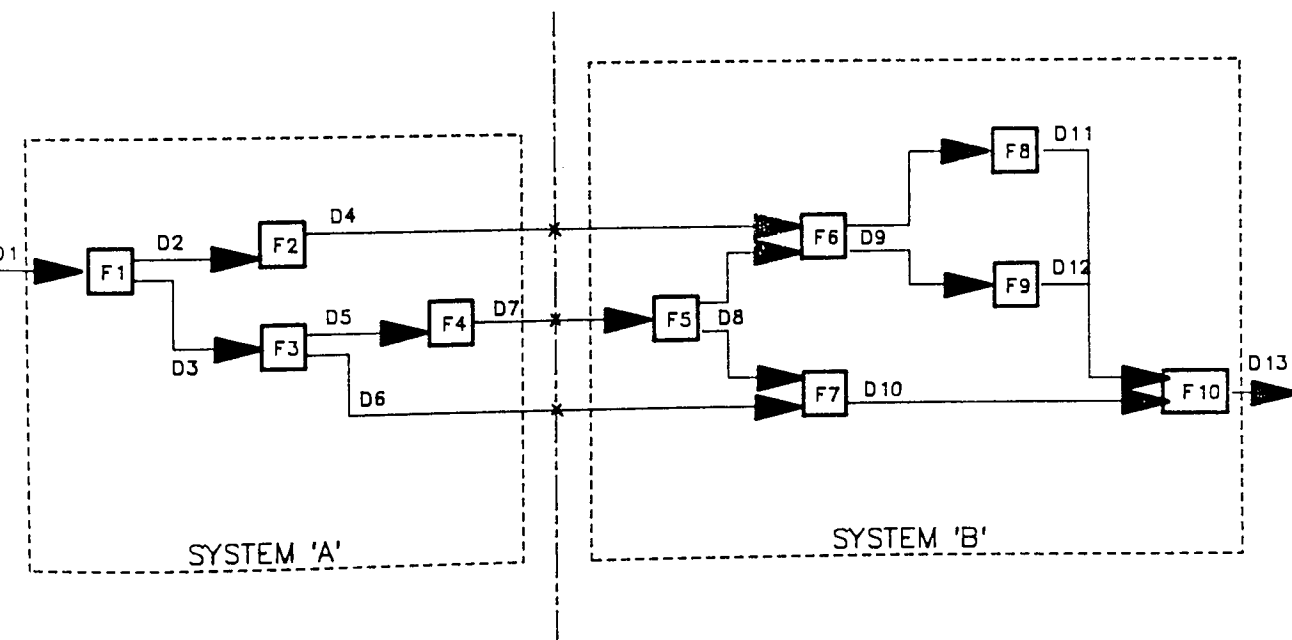 D11
F8
D4
D2
F2
F6
D9
D1
F1
D12
F9
D5
F4
D7
F5
D8
F3
D3
D13
D6
F7
D10
F10
SYSTEM 'A'
SYSTEM 'B'